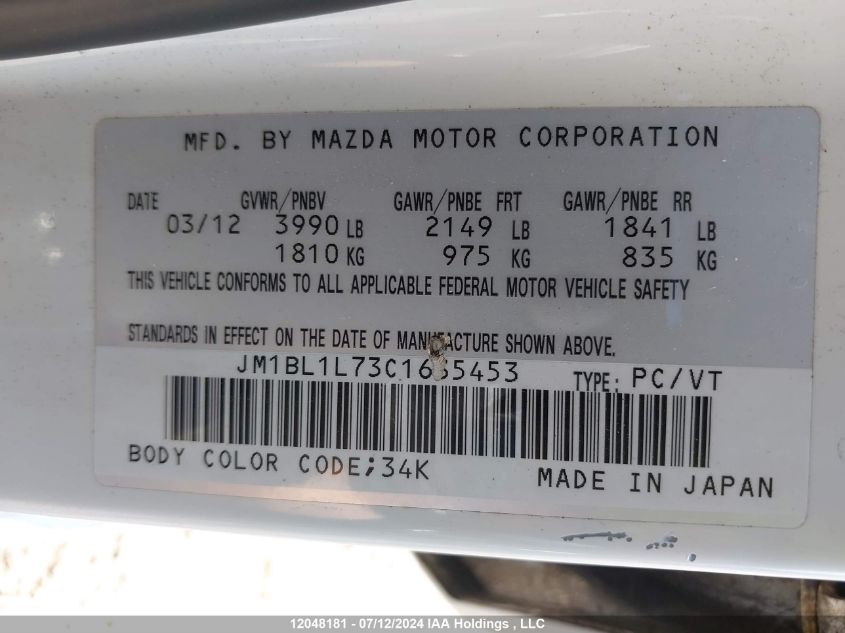 MFD. BY MAZDA MOTOR CORPORATION
DATE GVWR/PNBV GAWR/PNBE FRT GAWR/PNBE RR
03/12 3990 LB 2149 LB 1841 LB
1810 KG 975 KG 835 KG
THIS VEHICLE CONFORMS TO ALL APPLICABLE FEDERAL MOTOR VEHICLE SAFETY
STANDARDS IN EFFECT ON THE DATE OF MANUFACTURE SHOWN ABOVE.
JM1BL1L73C1635453 TYPE: PC/VT
BODY COLOR CODE;34K MADE IN JAPAN
12048181 - 07/12/2024 IAA Holdings , LLC